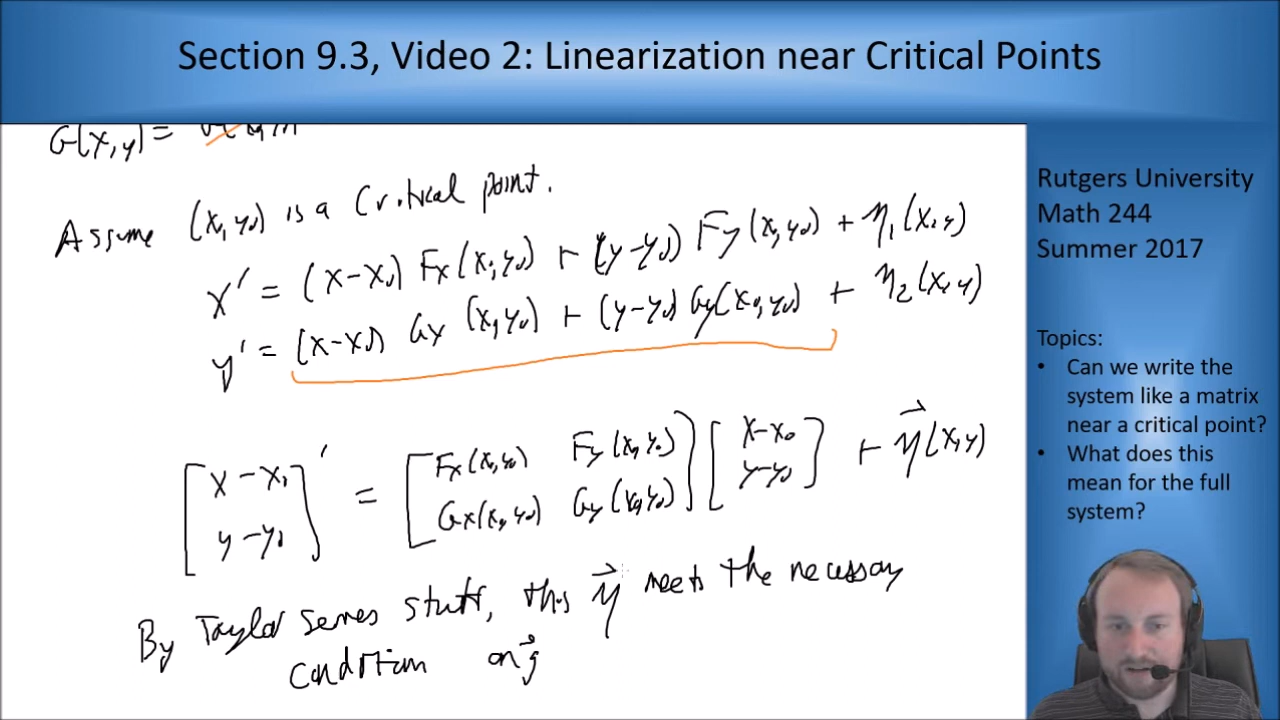 Section 9.3, Video 2: Linearization near Critical Points
G(x,y) =
Assume (x₀, y₀) is a Critical point.
x' = (x-x₀) Fx(x₀,y₀) + (y-y₀) Fy(x₀,y₀) + η₁(x,y)
y' = (x-x₀) Gx(x₀,y₀) + (y-y₀) Gy(x₀,y₀) + η₂(x,y)
[x-x₀ y-y₀]' = [Fx(x₀,y₀) Fy(x₀,y₀) Gx(x₀,y₀) Gy(x₀,y₀)] [x-x₀ y-y₀] + η⃗(x,y)
By Taylor Series stuff, this η⃗ meets the necessary
condition on g⃗
Rutgers University
Math 244
Summer 2017
Topics:
• Can we write the
system like a matrix
near a critical point?
• What does this
mean for the full
system?